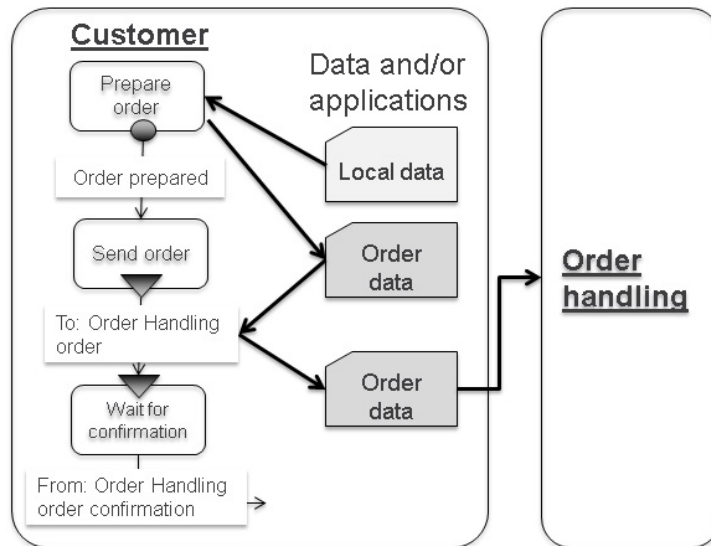 Customer
Prepare
order
Data and/or
applications
Order prepared
Local data
Send order
Order
data
Order
handling
To: Order Handling
order
Order
data
Wait for
confirmation
From: Order Handling
order confirmation